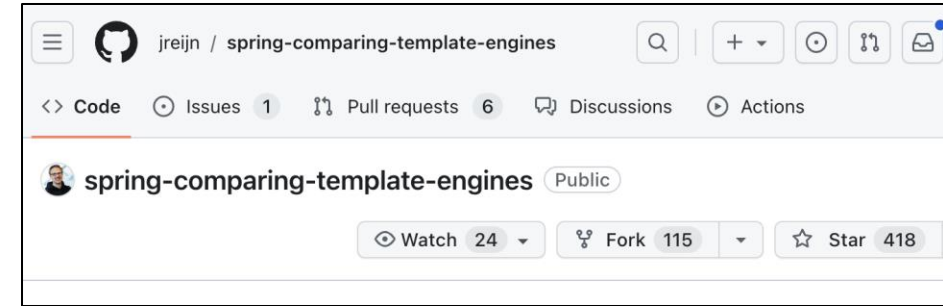 jreijn / spring-comparing-template-engines
<> Code Issues 1 Pull requests 6 Discussions Actions
spring-comparing-template-engines Public
Watch 24 Fork 115 Star 418